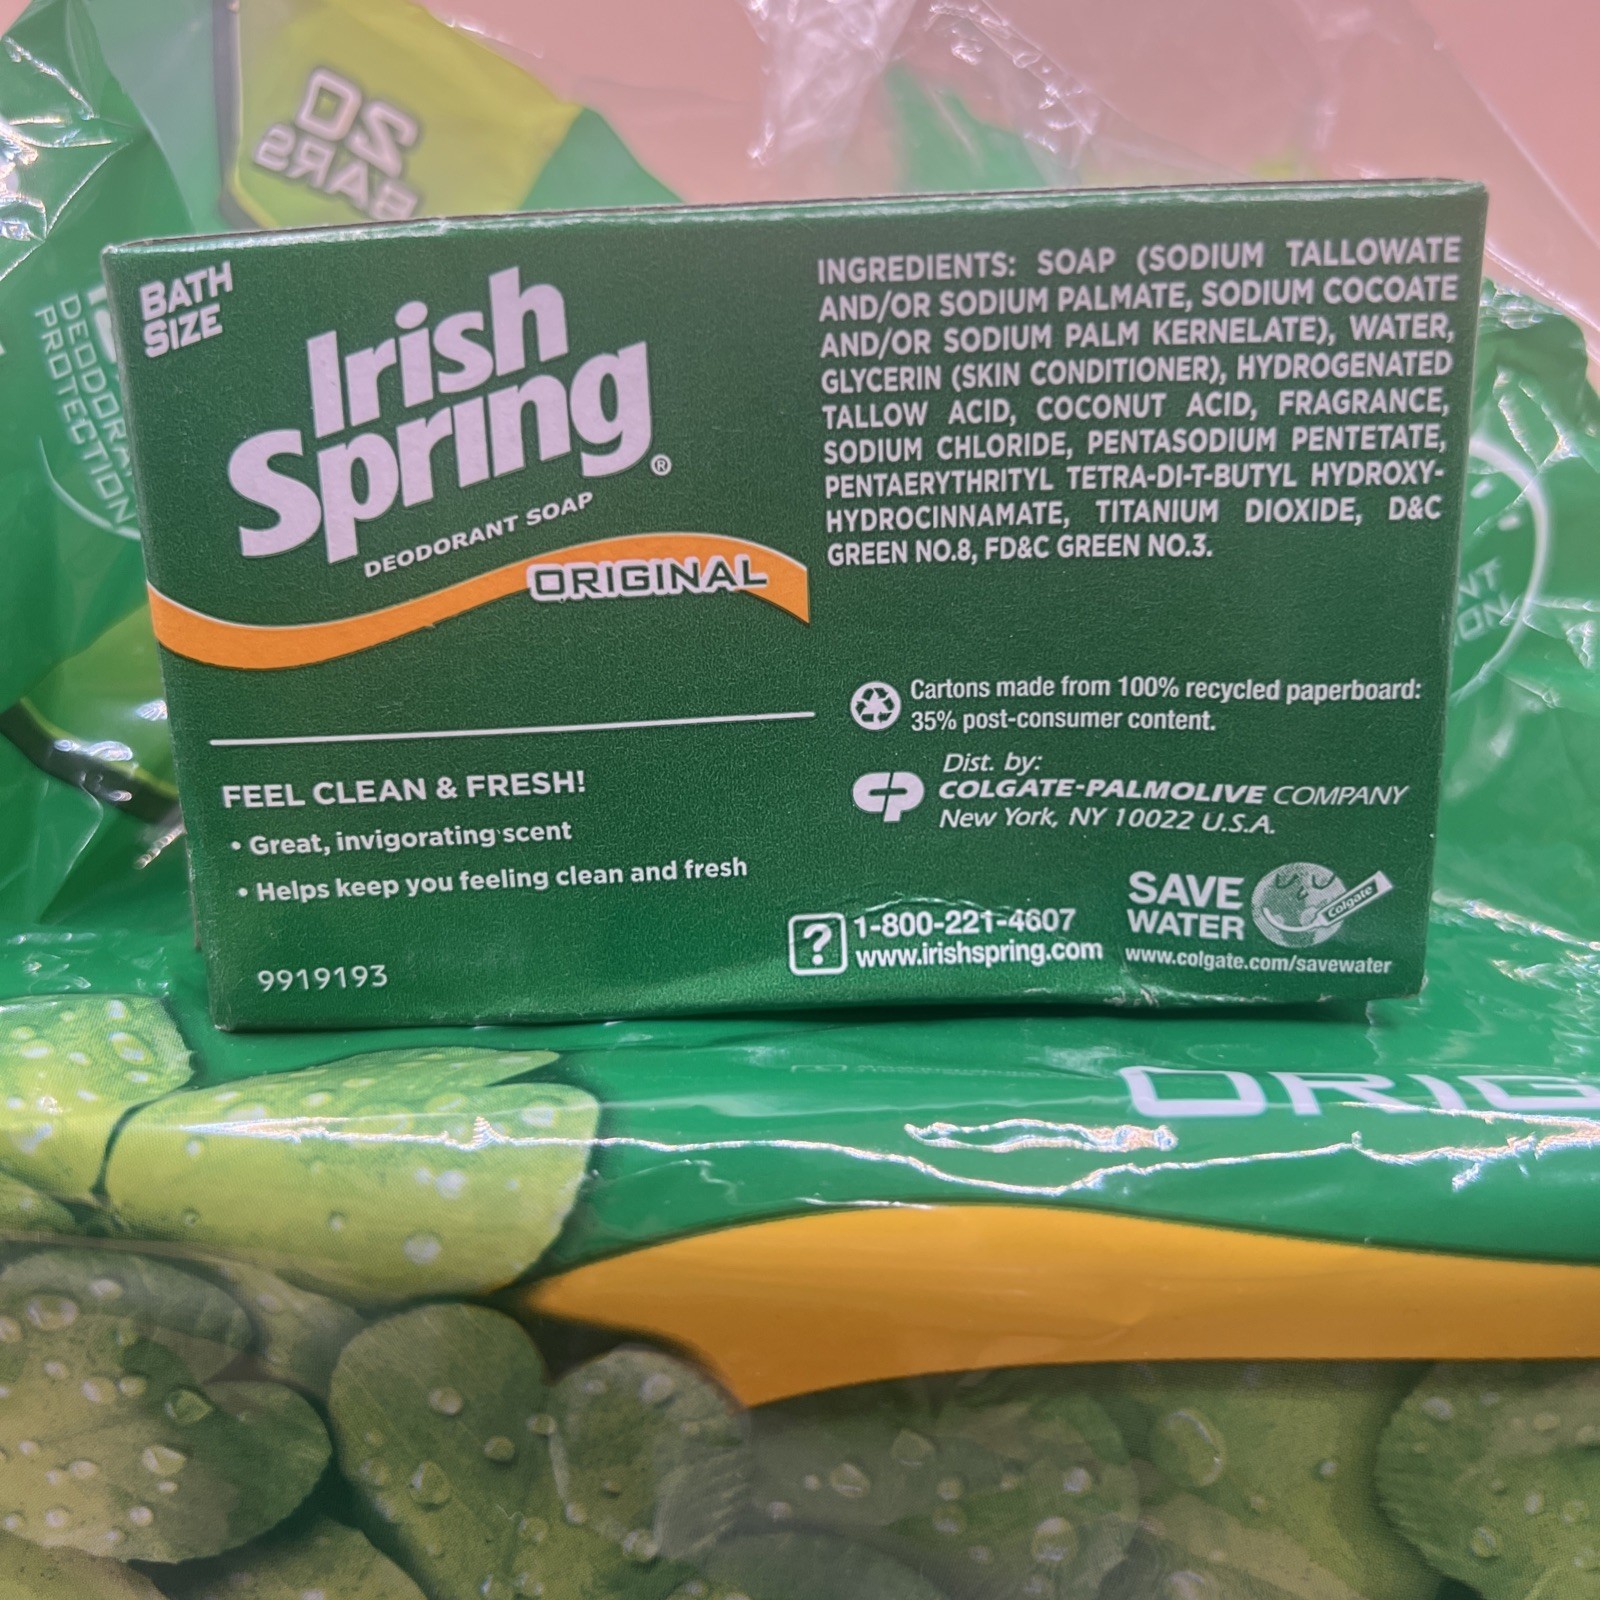 20
BARS
DEODORA
PROTECTION
BATH
SIZE
Irish
Spring®
DEODORANT SOAP
ORIGINAL
FEEL CLEAN & FRESH!
• Great, invigorating scent
• Helps keep you feeling clean and fresh
9919193
INGREDIENTS: SOAP (SODIUM TALLOWATE
AND/OR SODIUM PALMATE, SODIUM COCOATE
AND/OR SODIUM PALM KERNELATE), WATER,
GLYCERIN (SKIN CONDITIONER), HYDROGENATED
TALLOW ACID, COCONUT ACID, FRAGRANCE,
SODIUM CHLORIDE, PENTASODIUM PENTETATE,
PENTAERYTHRITYL TETRA-DI-T-BUTYL HYDROXY-
HYDROCINNAMATE, TITANIUM DIOXIDE, D&C
GREEN NO.8, FD&C GREEN NO.3.
Cartons made from 100% recycled paperboard:
35% post-consumer content.
Dist. by:
CP COLGATE-PALMOLIVE COMPANY
New York, NY 10022 U.S.A.
? 1-800-221-4607
www.irishspring.com
SAVE
WATER
Colgate
www.colgate.com/savewater
NT
ON
ORIG